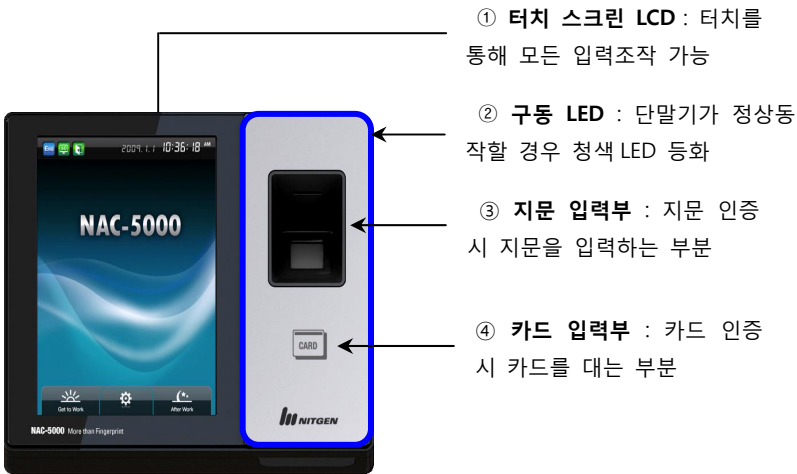 ① 터치 스크린 LCD : 터치를
통해 모든 입력조작 가능
② 구동 LED : 단말기가 정상동
작할 경우 청색 LED 등화
③ 지문 입력부 : 지문 인증
시 지문을 입력하는 부분
④ 카드 입력부 : 카드 인증
시 카드를 대는 부분
2009. 1. 1 10:36:18 AM
NAC-5000
CARD
Get to Work
After Work
NITGEN
NAC-5000 More than Fingerprint